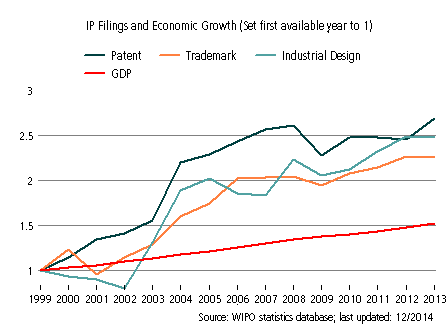 IP Filings and Economic Growth (Set first available year to 1)
Patent Trademark Industrial Design
GDP
3
2.5
2
1.5
1
1999 2000 2001 2002 2003 2004 2005 2006 2007 2008 2009 2010 2011 2012 2013
Source: WIPO statistics database; last updated: 12/2014